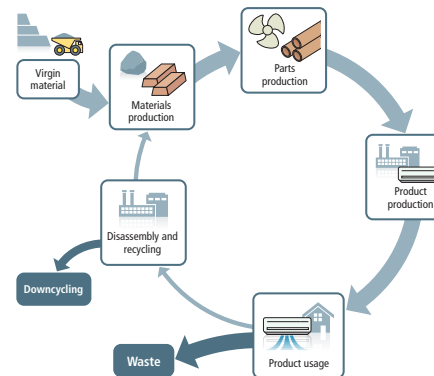 Virgin
material
Materials
production
Parts
production
Product
production
Disassembly and
recycling
Downcycling
Product usage
Waste